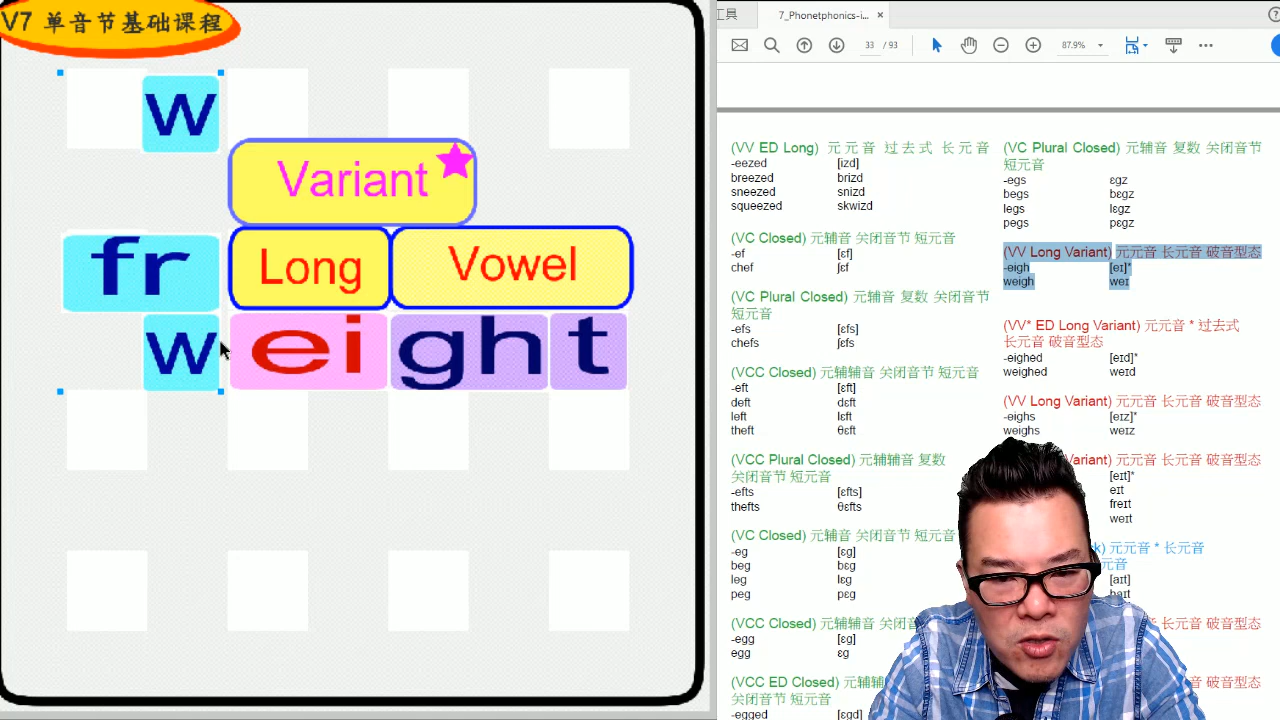 V7 单音节基础课程
w
Variant
fr Long Vowel
w ei gh t
工具 7_Phonetphonics-i... ×
33 / 93 87.9%
(VV ED Long) 元元音 过去式 长元音
-eezed [izd]
breezed brizd
sneezed snizd
squeezed skwizd
(VC Closed) 元辅音 关闭音节 短元音
-ef [ɛf]
chef ʃɛf
(VC Plural Closed) 元辅音 复数 关闭音节
短元音
-efs [ɛfs]
chefs ʃɛfs
(VCC Closed) 元辅辅音 关闭音节 短元音
-eft [ɛft]
deft dɛft
left lɛft
theft θɛft
(VCC Plural Closed) 元辅辅音 复数
关闭音节 短元音
-efts [ɛfts]
thefts θɛfts
(VC Closed) 元辅音 关闭音节 短元音
-eg [ɛg]
beg bɛg
leg lɛg
peg pɛg
(VCC Closed) 元辅辅音 关闭音
-egg [ɛg]
egg ɛg
(VCC ED Closed) 元辅辅
关闭音节 短元音
-egged [ɛgd]
(VC Plural Closed) 元辅音 复数 关闭音节
短元音
-egs ɛgz
begs bɛgz
legs lɛgz
pegs pɛgz
(VV Long Variant) 元元音 长元音 破音型态
-eigh [eɪ]*
weigh weɪ
(VV* ED Long Variant) 元元音 * 过去式
长元音 破音型态
-eighed [eɪd]*
weighed weɪd
(VV Long Variant) 元元音 长元音 破音型态
-eighs [eɪz]*
weighs weɪz
riant) 元元音 长元音 破音型态
[eɪt]*
eɪt
freɪt
weɪt
k) 元元音 * 长元音
元音
[aɪt]
haɪt
元音 长元音 破音型态
元音 长元音 破音型态